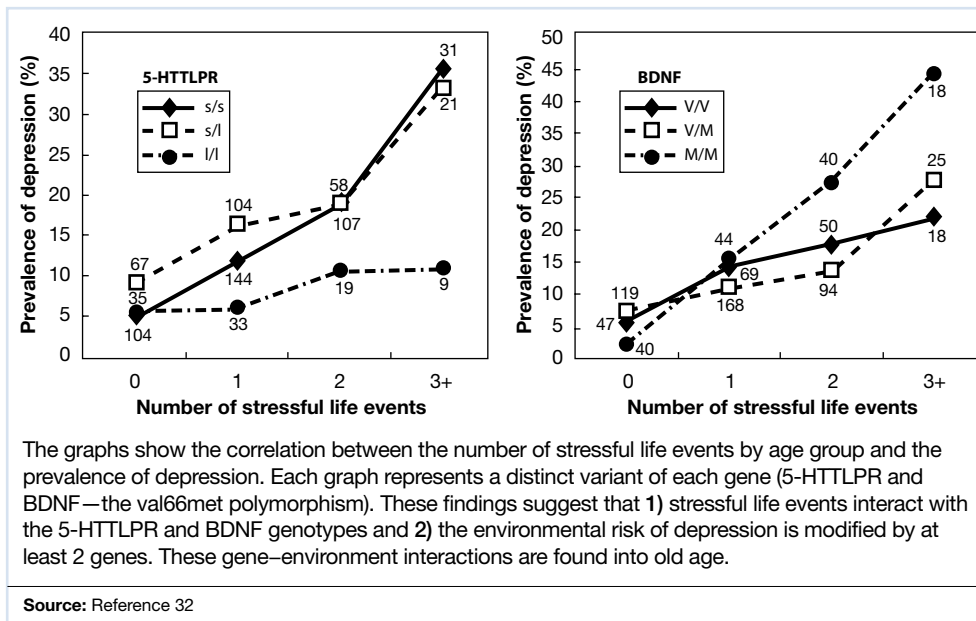 40
35
30
25
20
15
10
5
0
Prevalence of depression (%)
5-HTTLPR
s/s
s/l
l/l
67
35
104
104
144
33
58
107
19
31
21
9
0 1 2 3+
Number of stressful life events
50
45
40
35
30
25
20
15
10
5
0
Prevalence of depression (%)
BDNF
V/V
V/M
M/M
119
47
40
44
69
168
40
50
94
18
25
18
0 1 2 3+
Number of stressful life events
The graphs show the correlation between the number of stressful life events by age group and the
prevalence of depression. Each graph represents a distinct variant of each gene (5-HTTLPR and
BDNF—the val66met polymorphism). These findings suggest that 1) stressful life events interact with
the 5-HTTLPR and BDNF genotypes and 2) the environmental risk of depression is modified by at
least 2 genes. These gene–environment interactions are found into old age.
Source: Reference 32